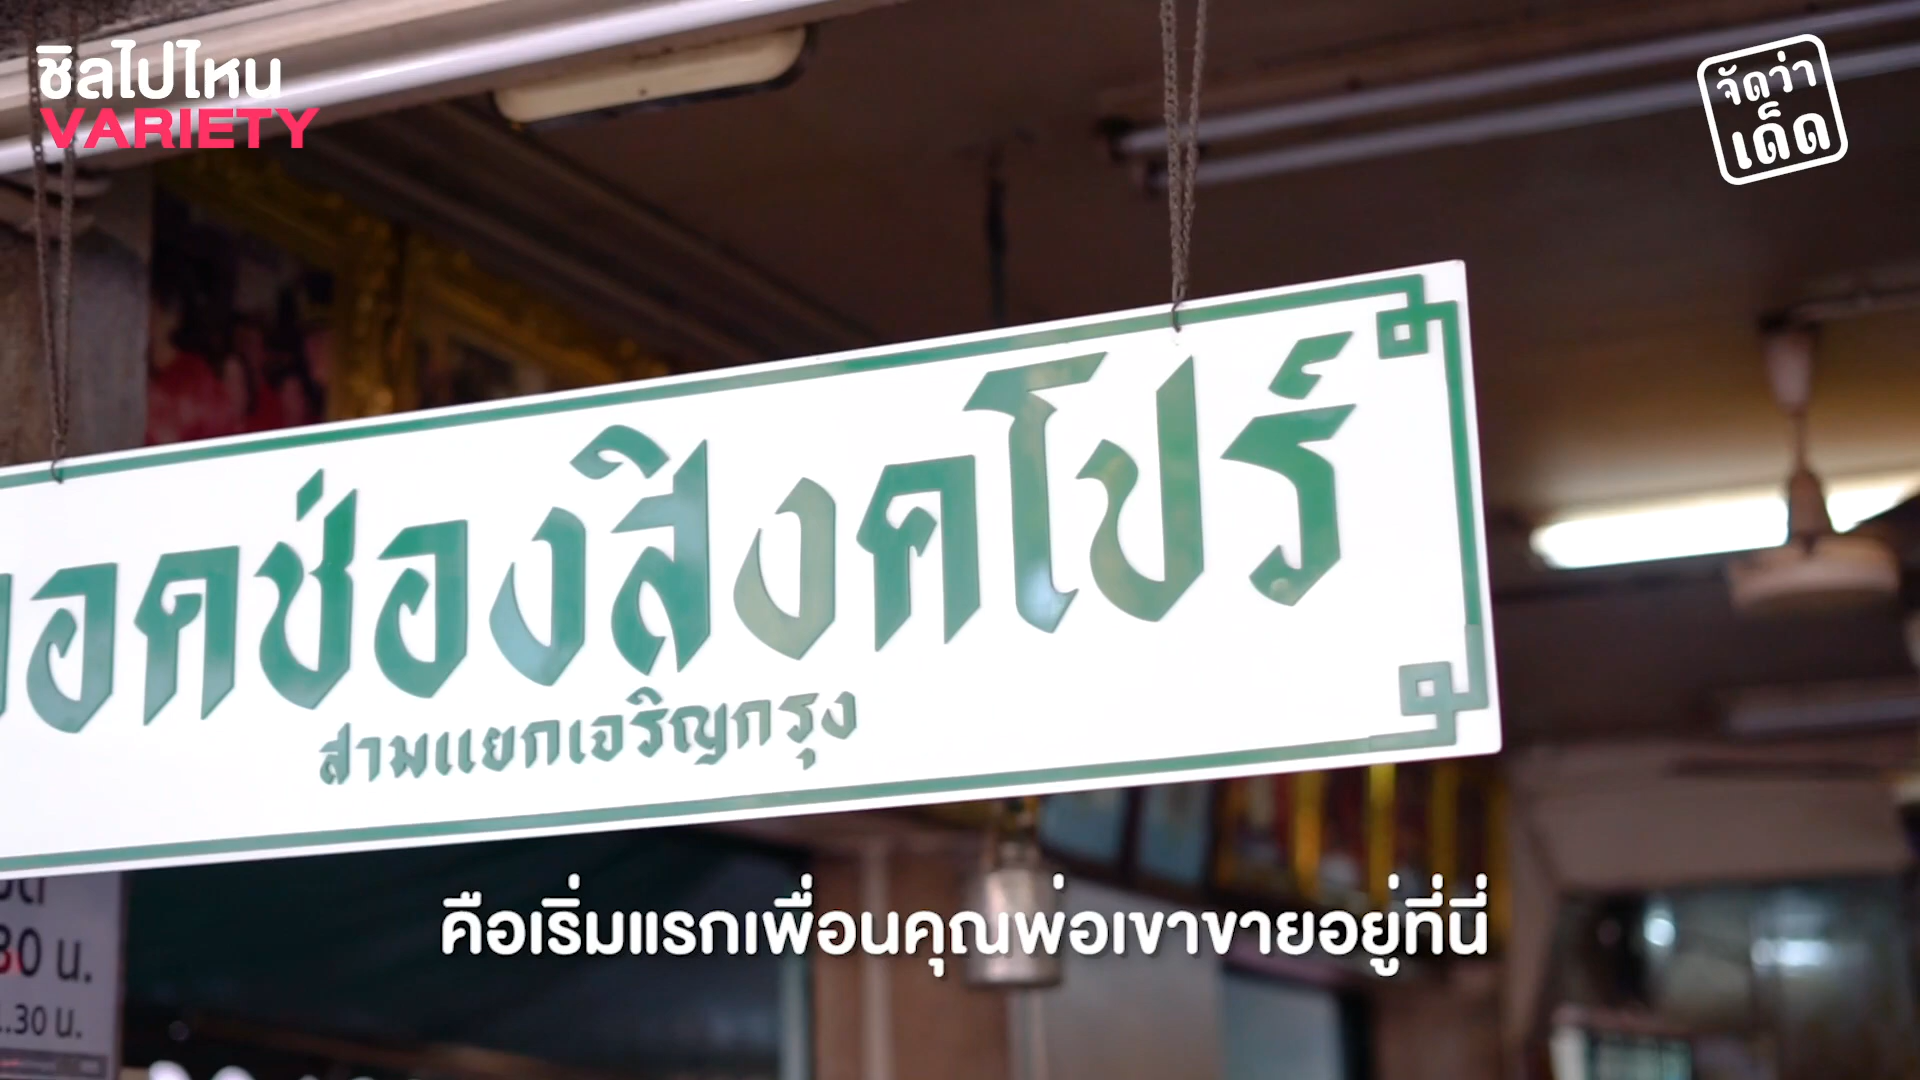 ชิลไปไหน
VARIETY
จัดว่า
เด็ด
อดช่องสิงคโปร์
สามแยกเจริญกรุง
คือเริ่มแรกเพื่อนคุณพ่อเขาขายอยู่ที่นี่
30 น.
.30 น.